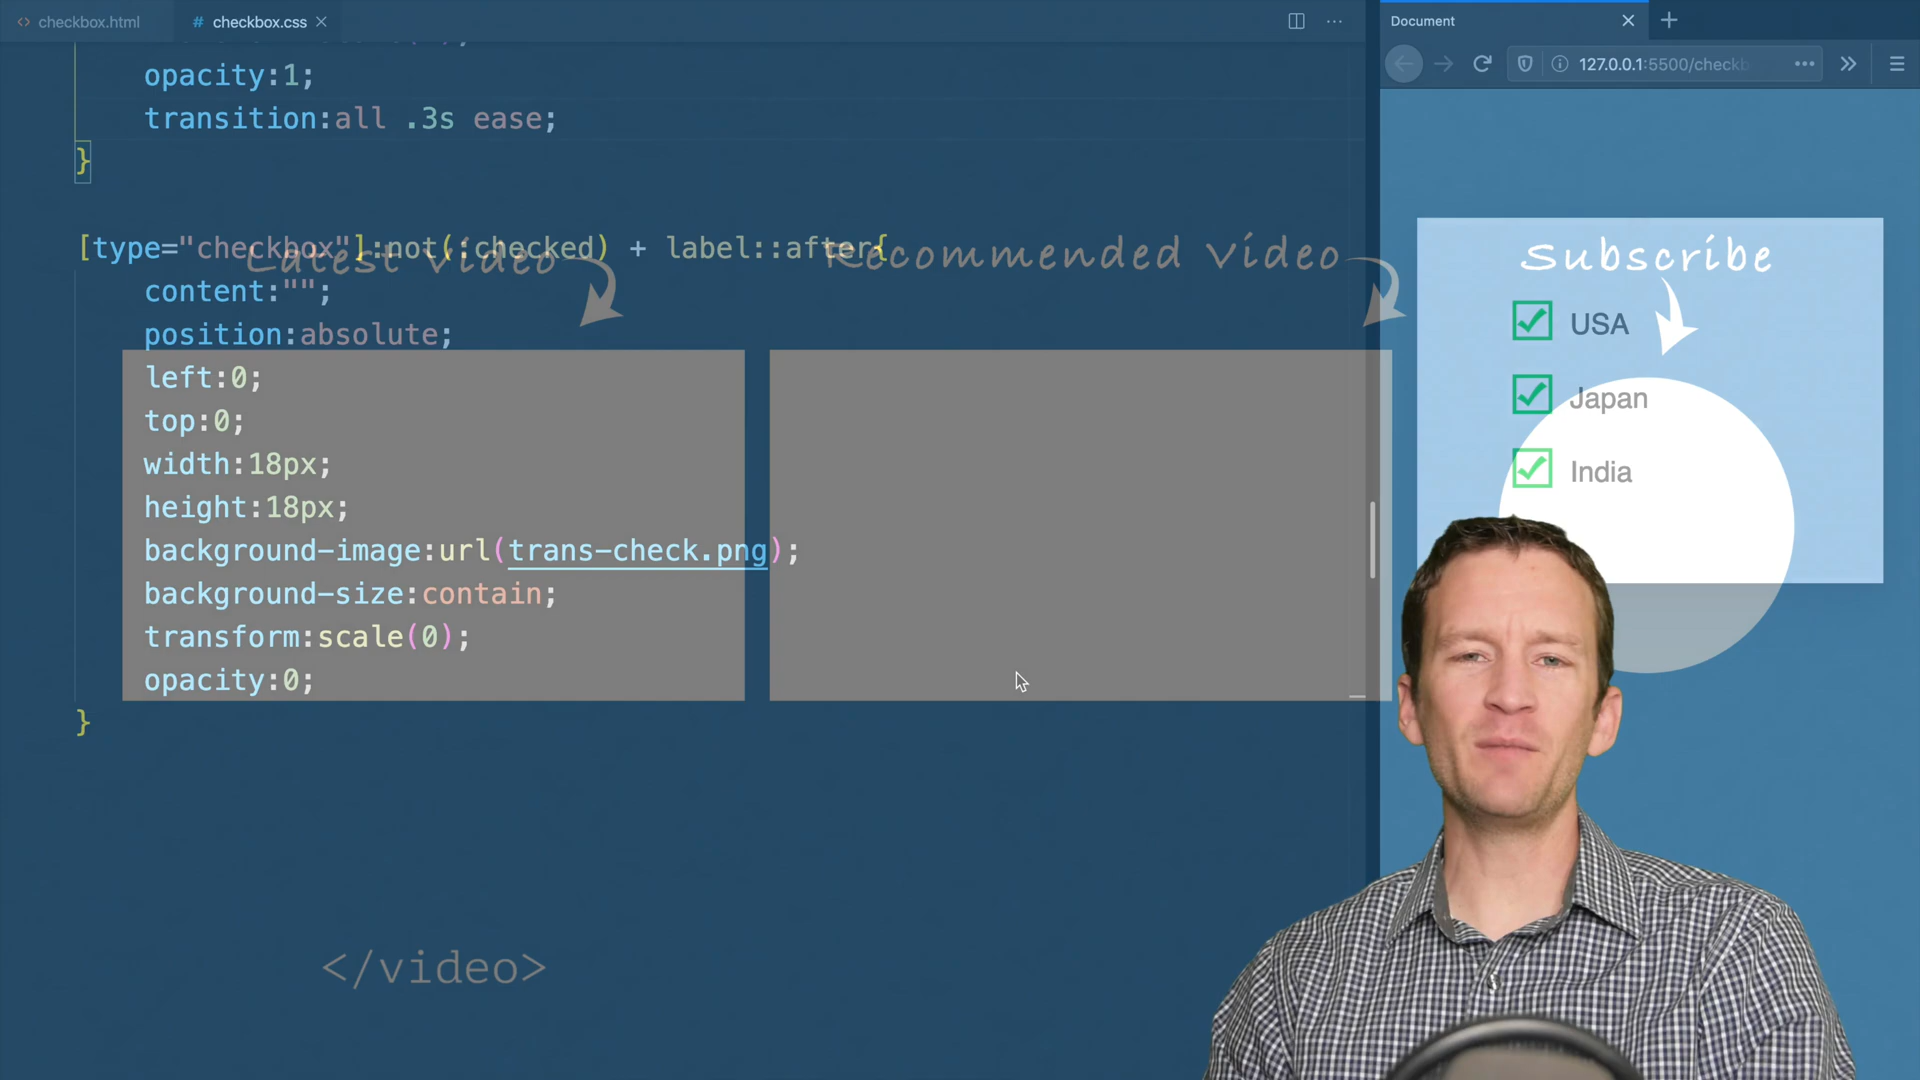 checkbox.html
# checkbox.css
Document
127.0.0.1:5500/checkb
opacity:1;
transition:all .3s ease;
}
[type="checkbox"]:not(:checked) + label::after{
Latest Video
Recommended Video
Subscribe
content:"";
position:absolute;
left:0;
top:0;
width:18px;
height:18px;
background-image:url(trans-check.png);
background-size:contain;
transform:scale(0);
opacity:0;
}
USA
Japan
India
</video>